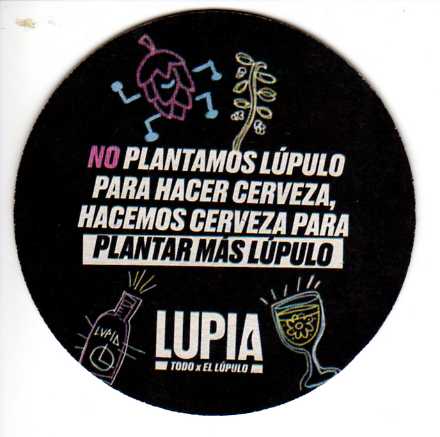 NO PLANTAMOS LÚPULO
PARA HACER CERVEZA,
HACEMOS CERVEZA PARA
PLANTAR MÁS LÚPULO
LUPIA
LUPIA
TODO x EL LÚPULO